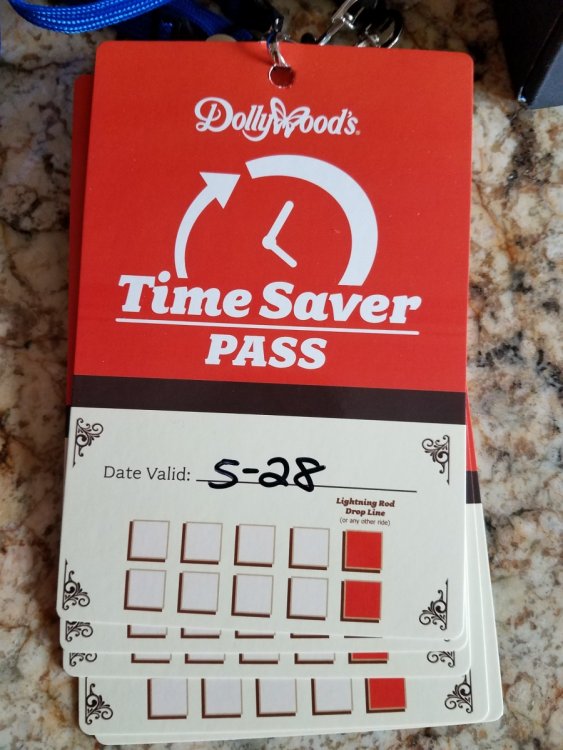 Dollywood's
Time Saver
PASS
Date Valid: 5-28
Lightning Rod
Drop Line
(or any other ride)